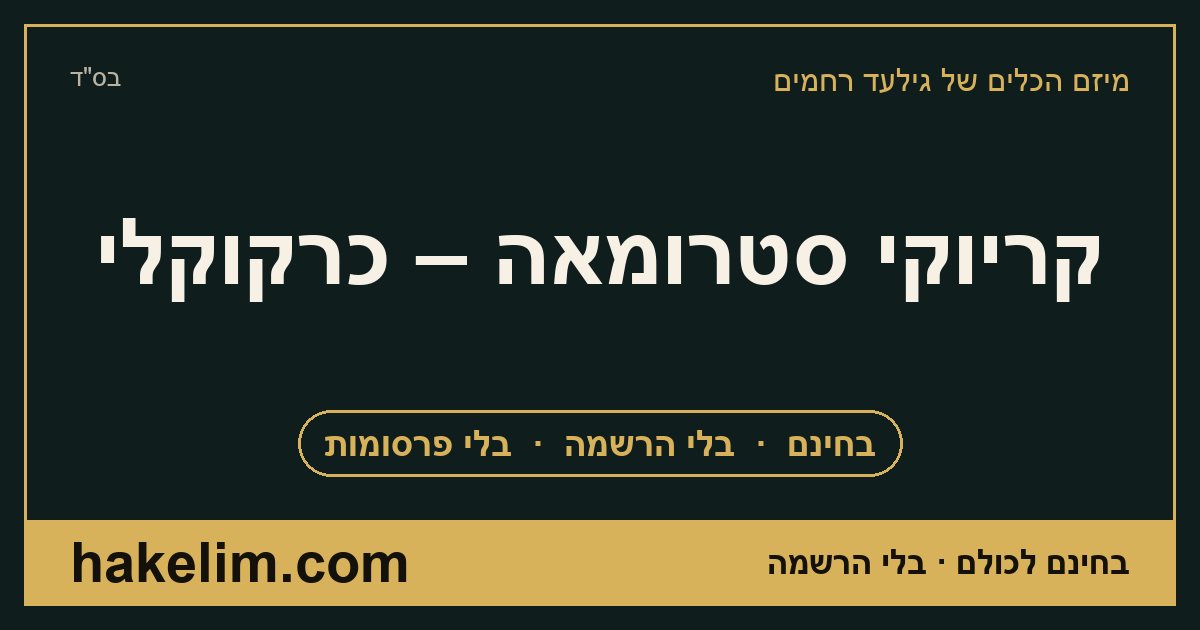 מיזם הכלים של גילעד רחמים
בס"ד
קריוקי סטרומאה – כרקוקלי
בחינם · בלי הרשמה · בלי פרסומות
בחינם לכולם · בלי הרשמה
hakelim.com